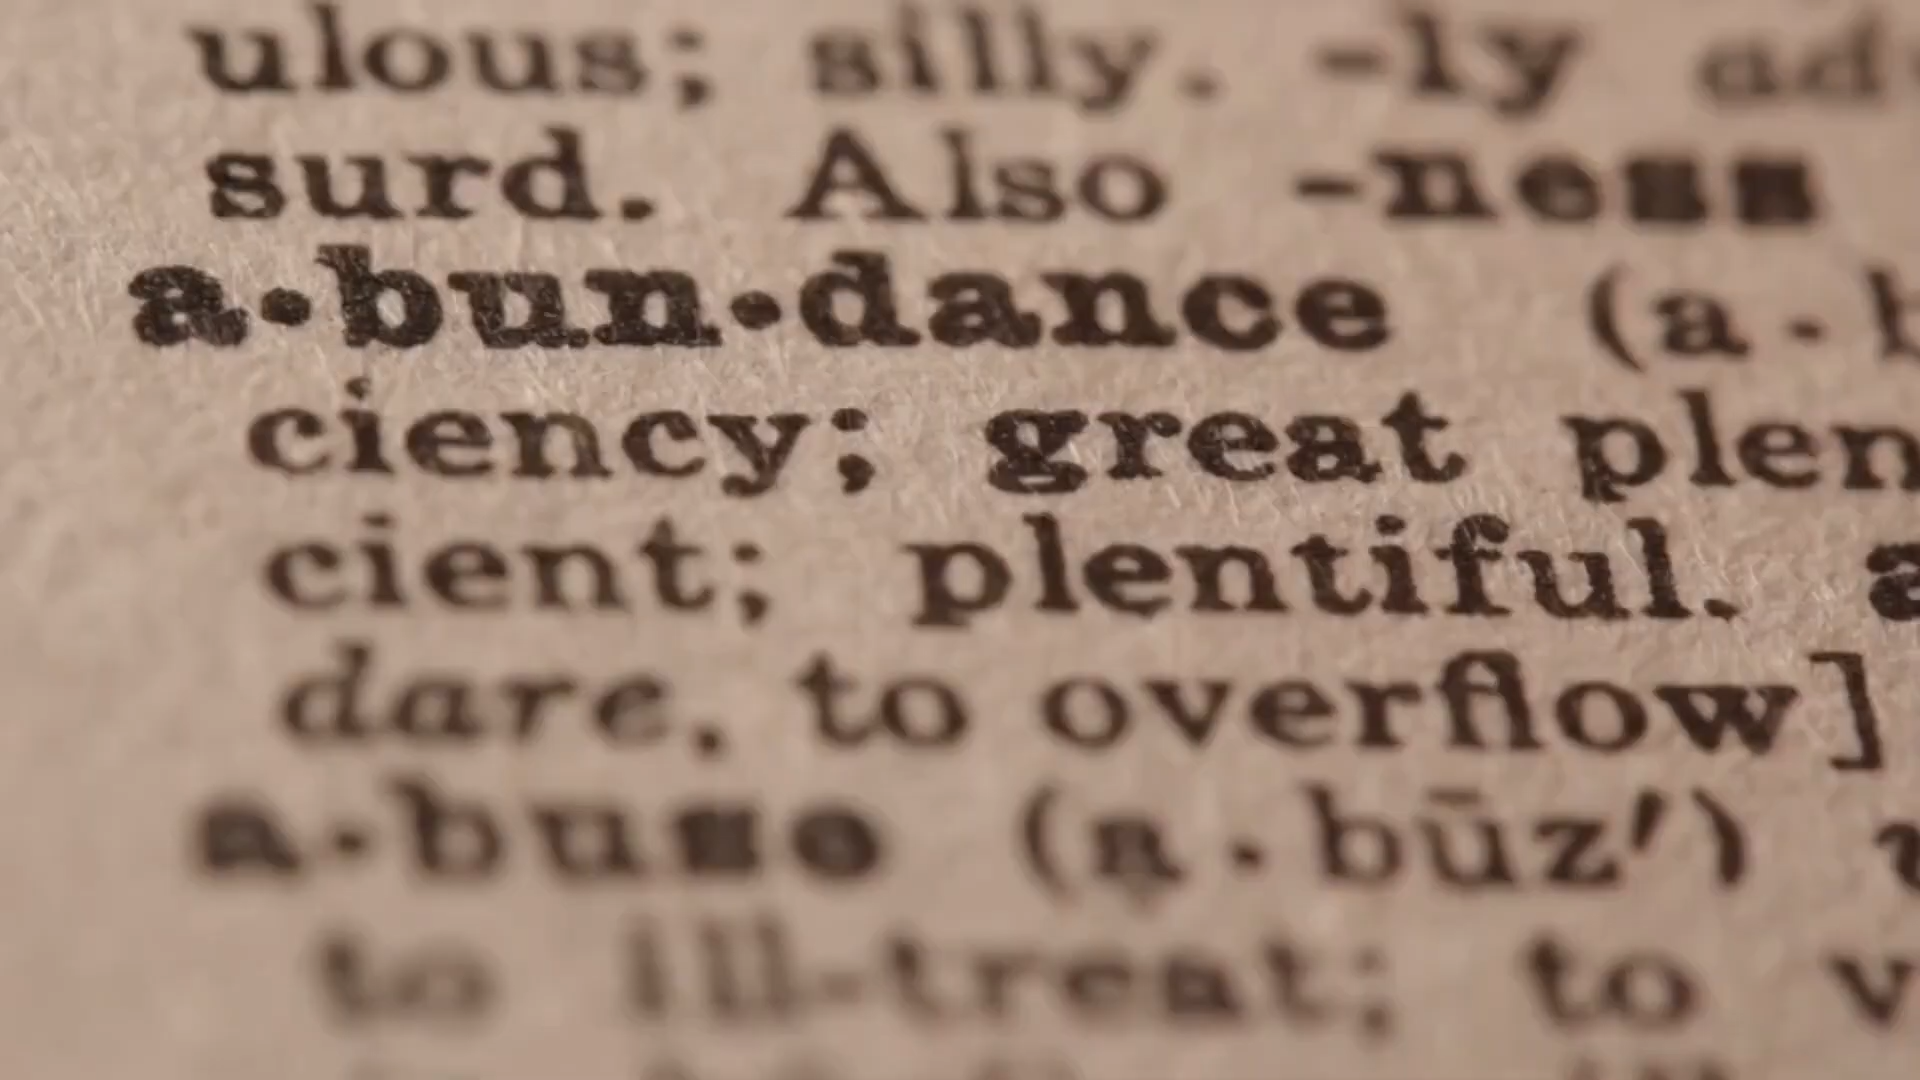 ulous; silly. -ly ad
surd. Also -ness
a·bun·dance (a·b
ciency; great plen
cient; plentiful. a
dare, to overflow]
a·buse (a·būz′) v
to ill-treat; to v